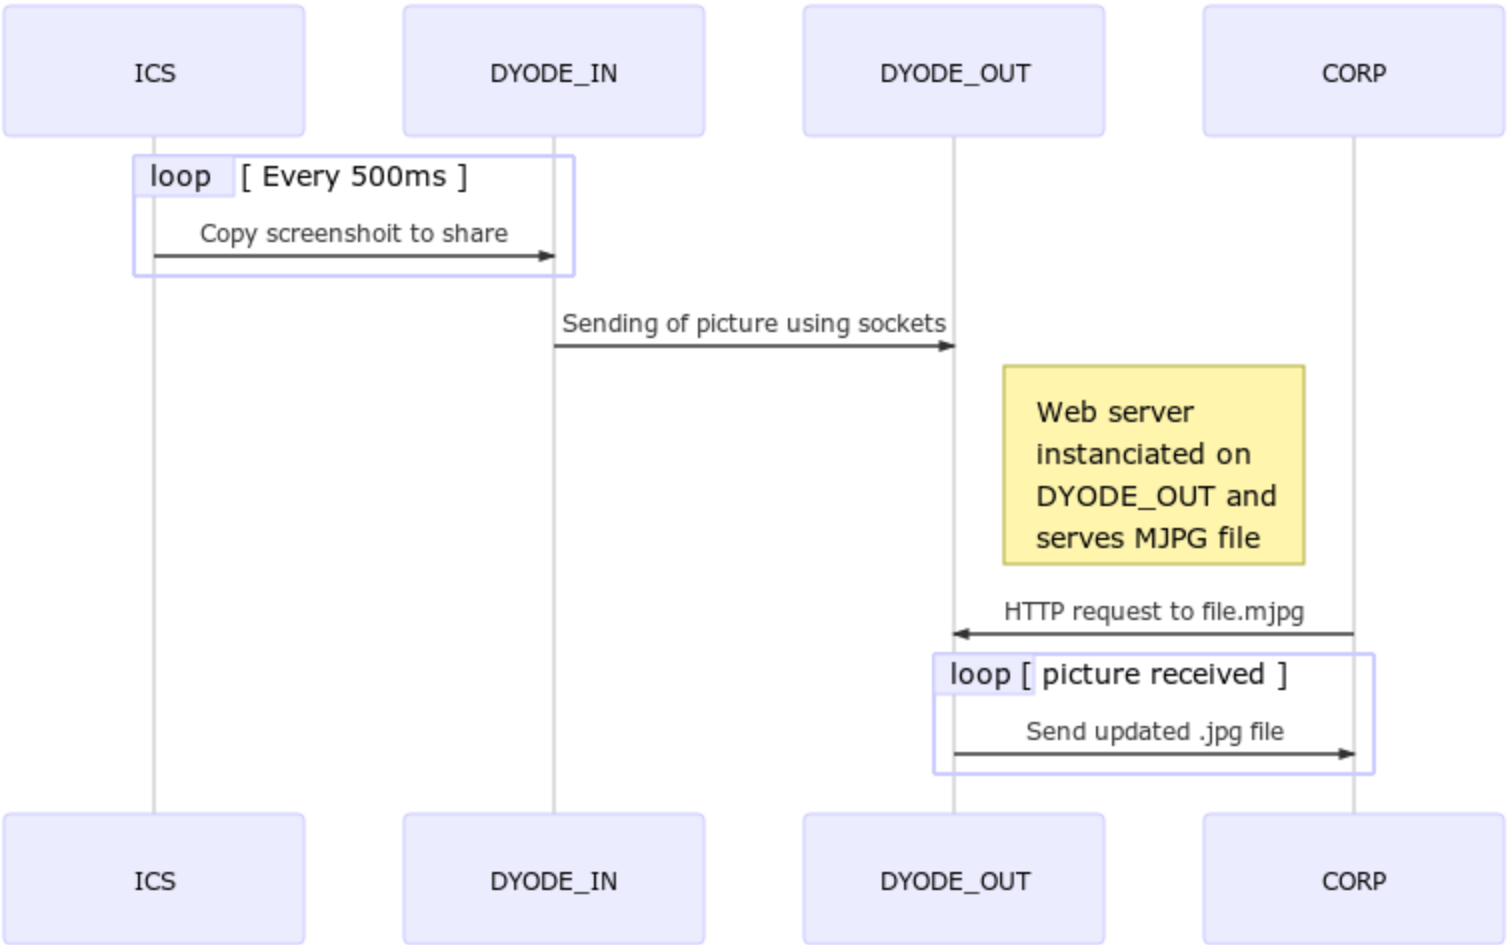 ICS
DYODE_IN
DYODE_OUT
CORP
loop [ Every 500ms ]
Copy screenshoit to share
Sending of picture using sockets
Web server
instanciated on
DYODE_OUT and
serves MJPG file
HTTP request to file.mjpg
loop [ picture received ]
Send updated .jpg file
ICS
DYODE_IN
DYODE_OUT
CORP